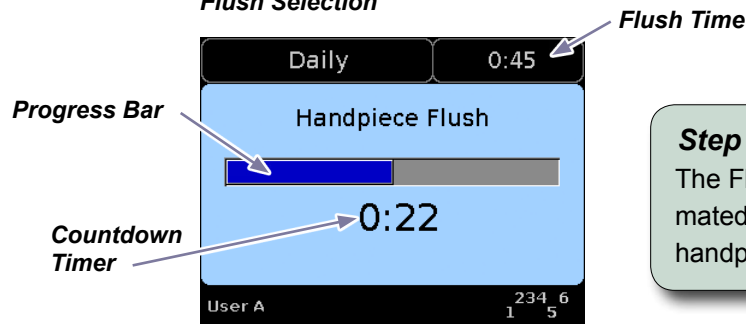 Flush Selection
Flush Time
Daily
0:45
Progress Bar
Handpiece Flush
0:22
Countdown
Timer
User A
1 234 5 6
Step
The Fl
mated
handp